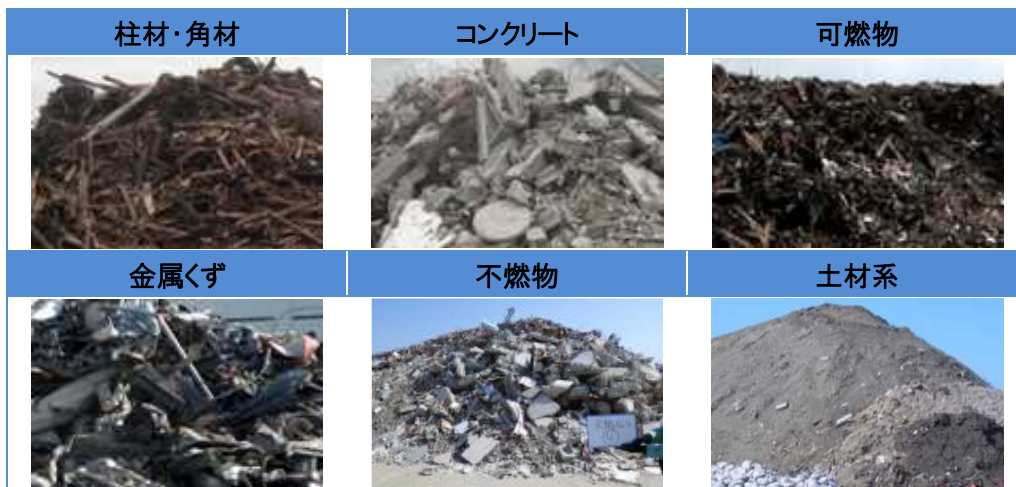 柱材・角材
コンクリート
可燃物
金属くず
不燃物
土材系